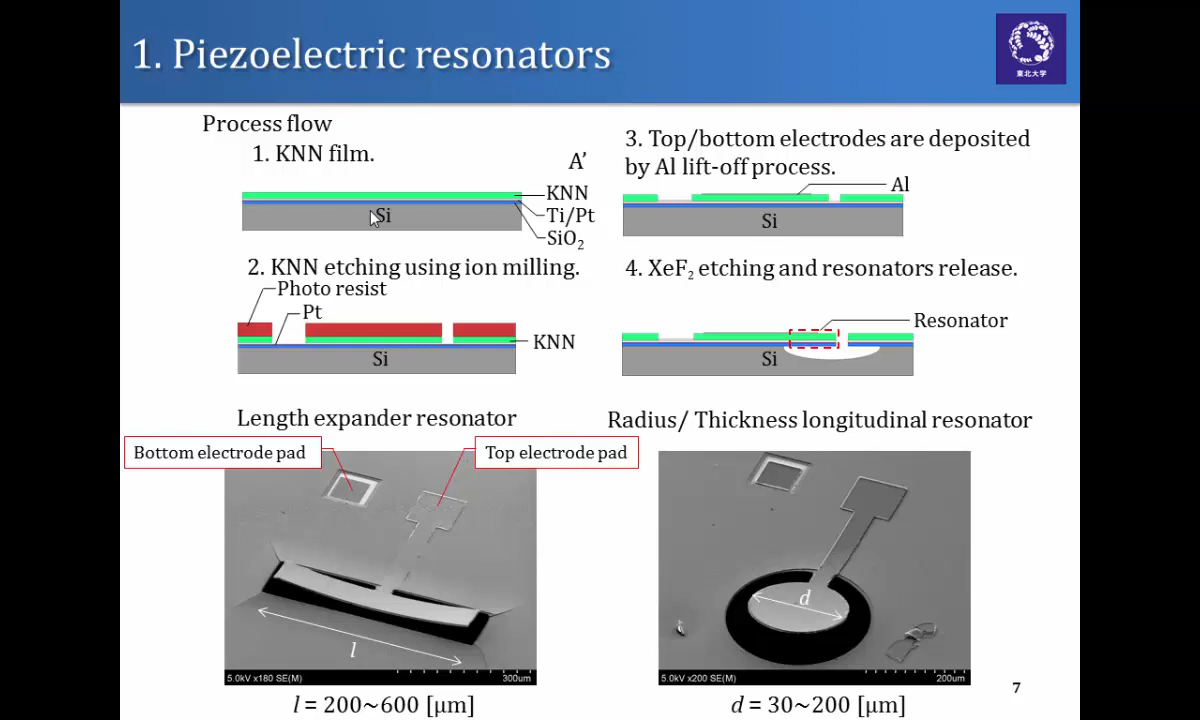 1. Piezoelectric resonators
東北大学
Process flow
1. KNN film.
A’
KNN
Ti/Pt
SiO₂
Si
2. KNN etching using ion milling.
Photo resist
Pt
KNN
Si
3. Top/bottom electrodes are deposited
by Al lift-off process.
Al
Si
4. XeF₂ etching and resonators release.
Resonator
Si
Length expander resonator
Bottom electrode pad
Top electrode pad
l
5.0kV x180 SE(M)
300um
l = 200~600 [μm]
Radius/ Thickness longitudinal resonator
d
5.0kV x200 SE(M)
200um
d = 30~200 [μm]
7